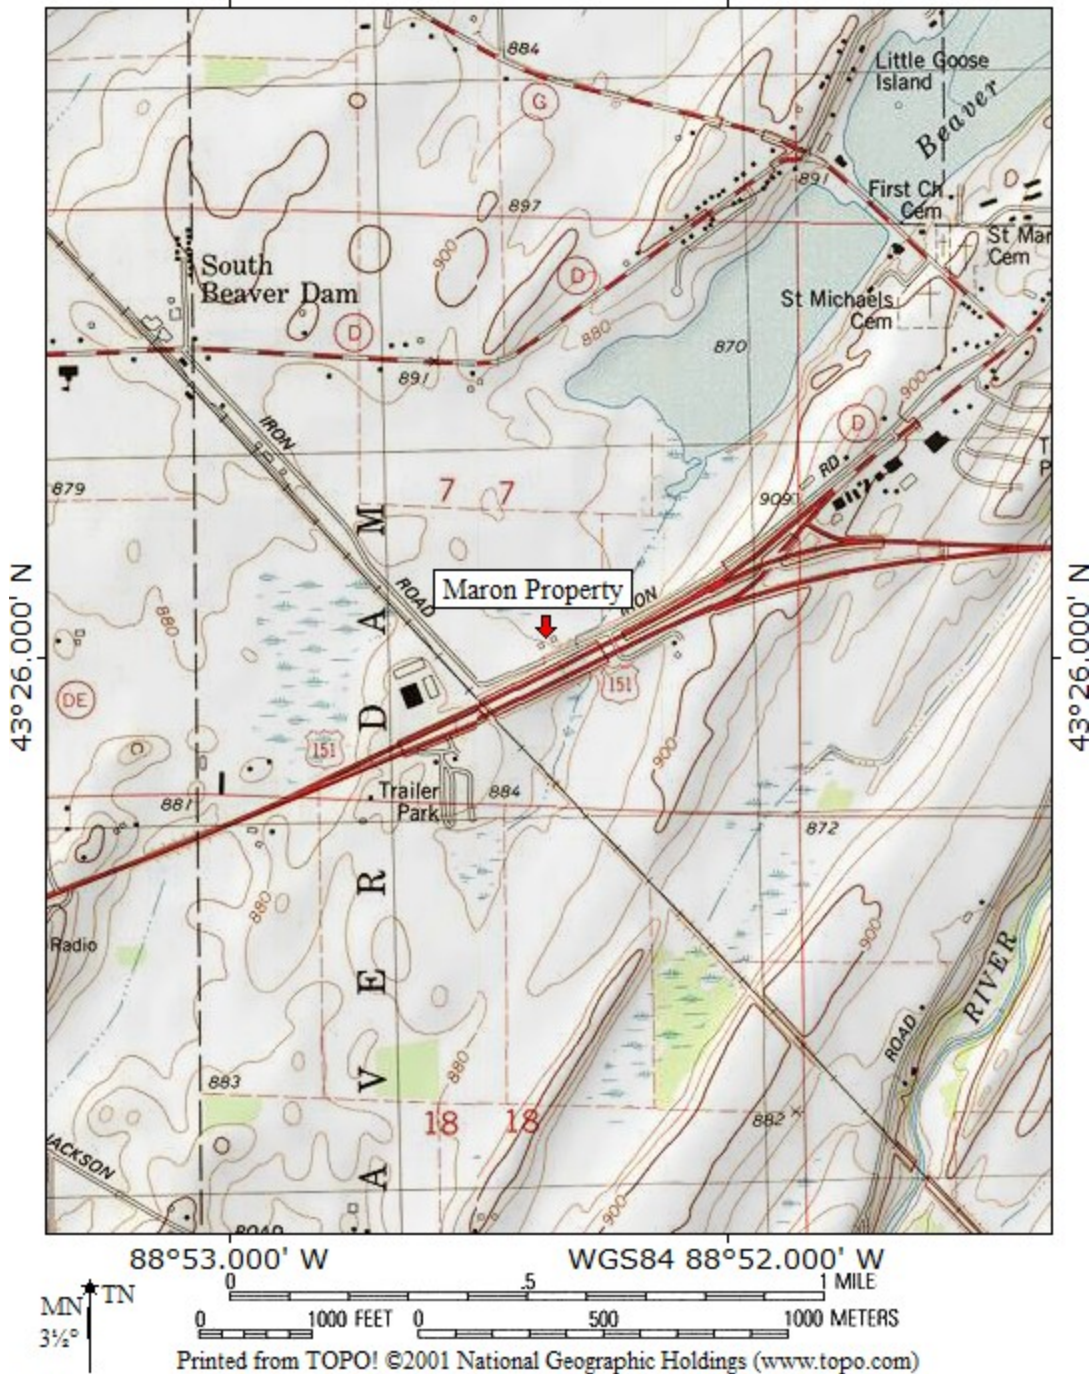 884
Little Goose
Island
G
Beaver
891
First Ch
Cem
897
900
St Mar
Cem
South
Beaver Dam
D
St Michaels
Cem
D
880
870
891
900
IRON
D
RD
T
P
879
7 7
909
M
A
D
A
V
E
R
A
ROAD
Maron Property
880
43°26.000' N
43°26.000' N
DE
151
151
900
C
881
Trailer
Park
884
872
880
Radio
900
RIVER
ROAD
883
880
18 18
882
JACKSON
900
ROAD
88°53.000' W
WGS84 88°52.000' W
0 .5 1 MILE
MN TN
3½°
0 1000 FEET 0 500 1000 METERS
Printed from TOPO! ©2001 National Geographic Holdings (www.topo.com)